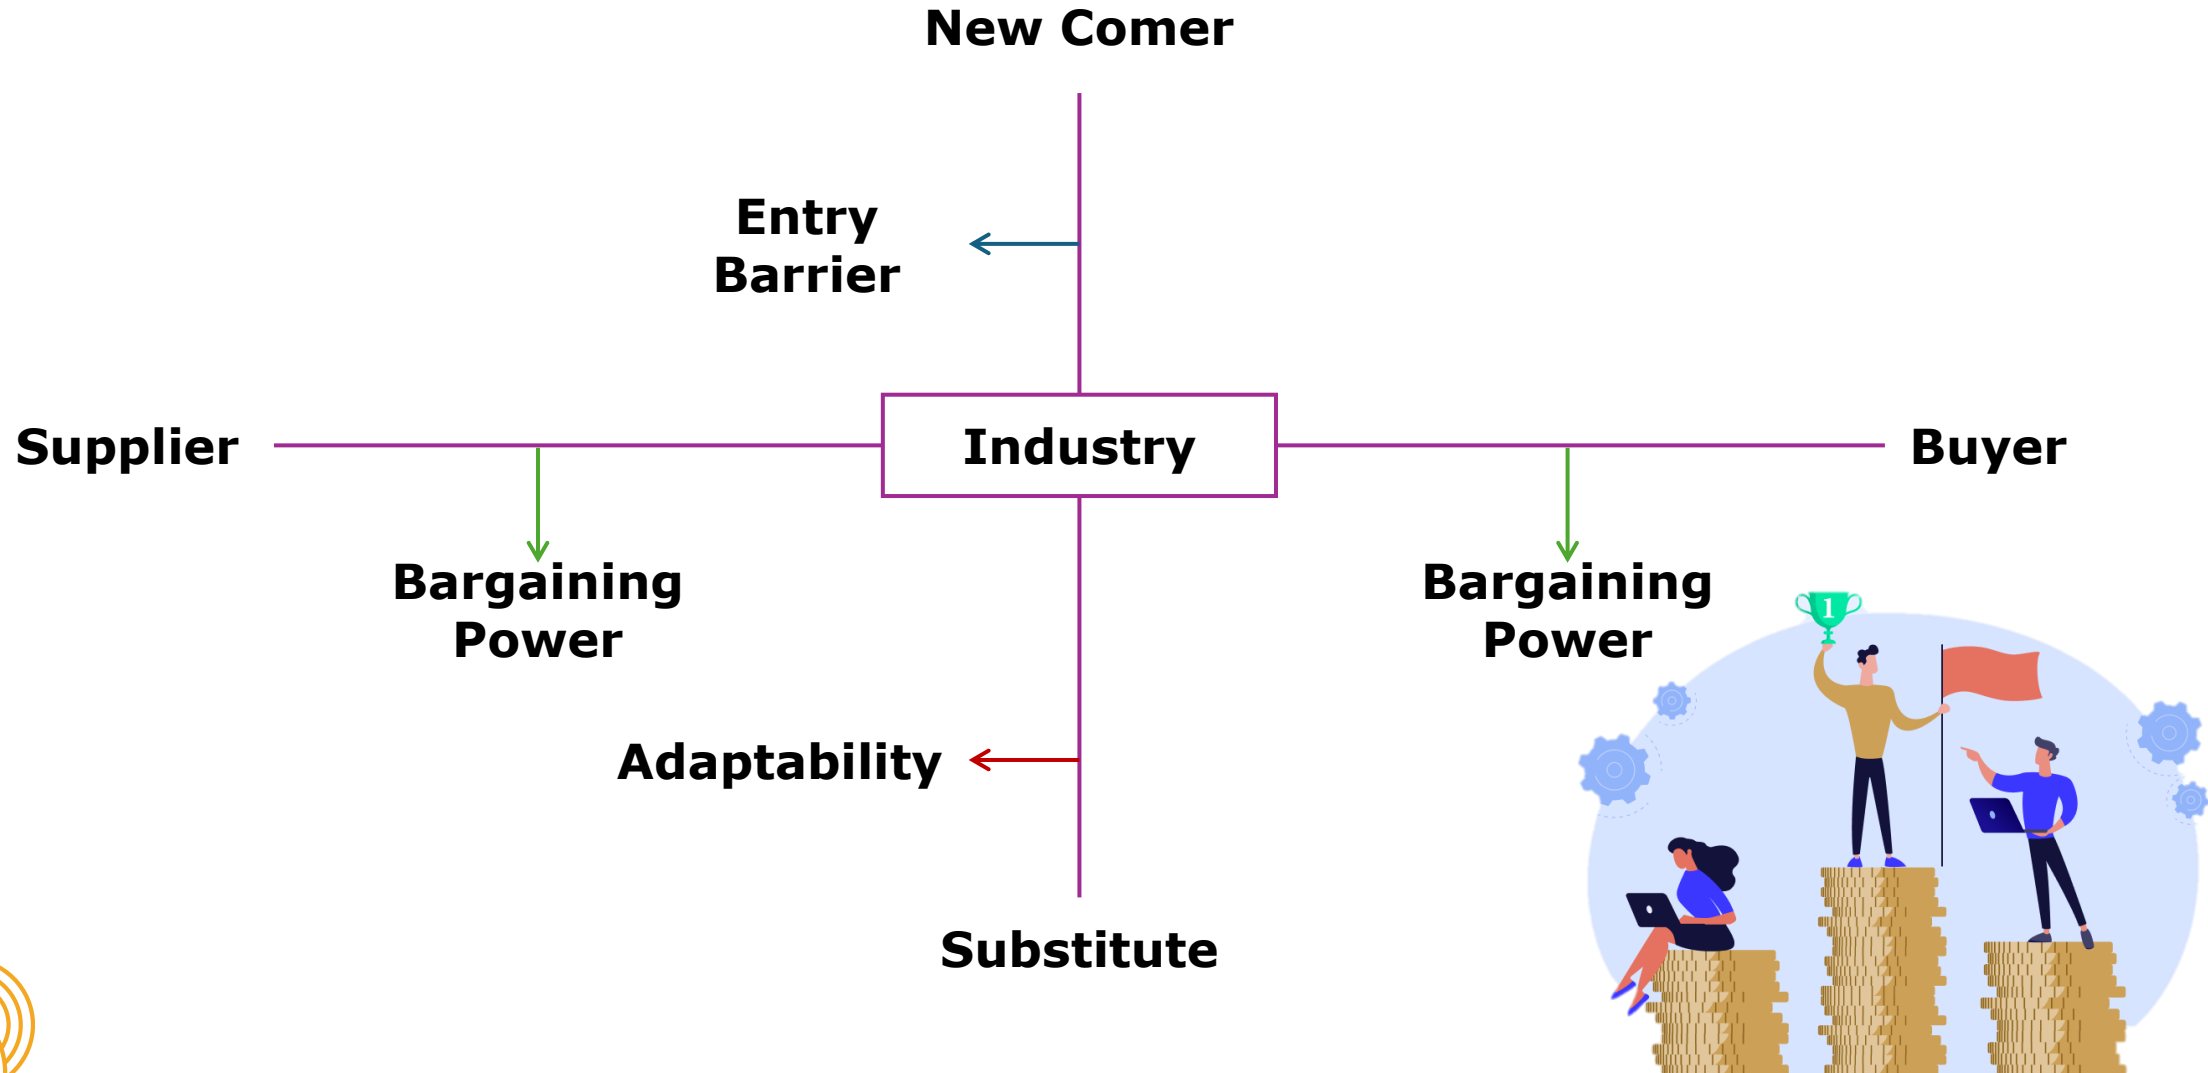 New Comer
Entry
Barrier
Supplier
Industry
Buyer
Bargaining
Power
Bargaining
Power
1
Adaptability
Substitute